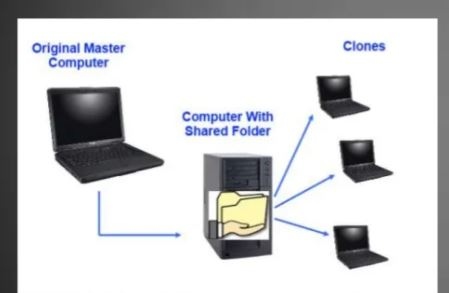 Original Master
Computer
Clones
Computer With
Shared Folder